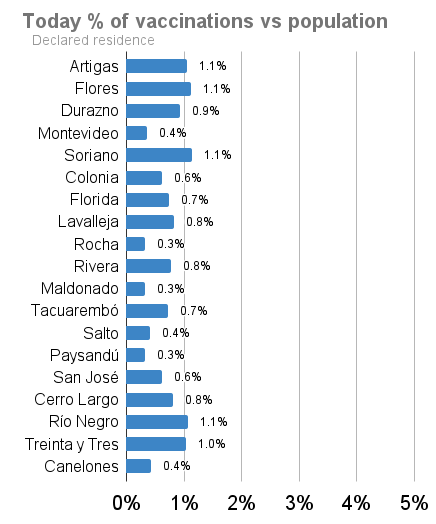 Today % of vaccinations vs population
Declared residence
Artigas 1.1%
Flores 1.1%
Durazno 0.9%
Montevideo 0.4%
Soriano 1.1%
Colonia 0.6%
Florida 0.7%
Lavalleja 0.8%
Rocha 0.3%
Rivera 0.8%
Maldonado 0.3%
Tacuarembó 0.7%
Salto 0.4%
Paysandú 0.3%
San José 0.6%
Cerro Largo 0.8%
Río Negro 1.1%
Treinta y Tres 1.0%
Canelones 0.4%
0% 1% 2% 3% 4% 5%